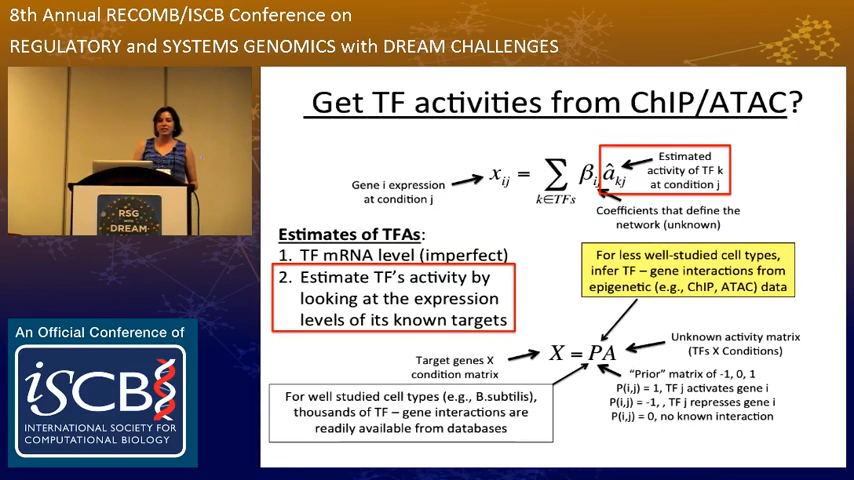 8th Annual RECOMB/ISCB Conference on
REGULATORY and SYSTEMS GENOMICS with DREAM CHALLENGES
RSG
with
DREAM
An Official Conference of
iSCB
INTERNATIONAL SOCIETY FOR
COMPUTATIONAL BIOLOGY
Get TF activities from ChIP/ATAC?
Gene i expression
at condition j
x_ij = ∑ β_ij â_kj
k∈TFs
Estimated
activity of TF k
at condition j
Coefficients that define the
network (unknown)
Estimates of TFAs:
1. TF mRNA level (imperfect)
2. Estimate TF's activity by
looking at the expression
levels of its known targets
For less well-studied cell types,
infer TF – gene interactions from
epigenetic (e.g., ChIP, ATAC) data
Target genes X
condition matrix
X = PA
Unknown activity matrix
(TFs X Conditions)
"Prior" matrix of -1, 0, 1
P(i,j) = 1, TF j activates gene i
P(i,j) = -1, , TF j represses gene i
P(i,j) = 0, no known interaction
For well studied cell types (e.g., B.subtilis),
thousands of TF – gene interactions are
readily available from databases